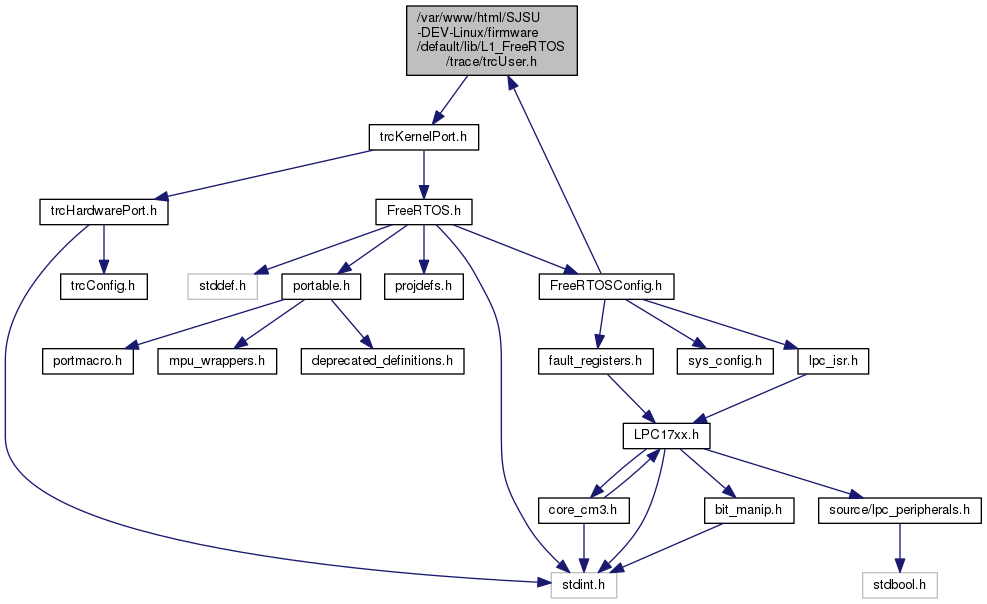 /var/www/html/SJSU
-DEV-Linux/firmware
/default/lib/L1_FreeRTOS
/trace/trcUser.h
trcKernelPort.h
trcHardwarePort.h
FreeRTOS.h
trcConfig.h
stddef.h
portable.h
projdefs.h
FreeRTOSConfig.h
portmacro.h
mpu_wrappers.h
deprecated_definitions.h
fault_registers.h
sys_config.h
lpc_isr.h
LPC17xx.h
core_cm3.h
bit_manip.h
source/lpc_peripherals.h
stdint.h
stdbool.h